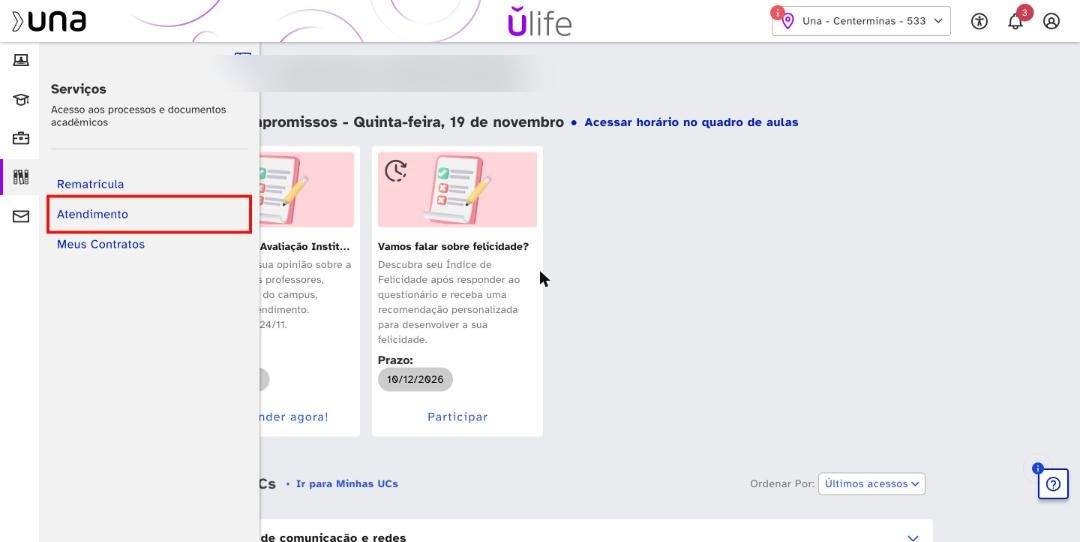 una
ŭlife
Una - Centerminas - 533
3
Serviços
Acesso aos processos e documentos
acadêmicos
Rematrícula
Atendimento
Meus Contratos
promissos - Quinta-feira, 19 de novembro • Acessar horário no quadro de aulas
Avaliação Instit...
sua opinião sobre a
professores,
do campus,
endimento.
24/11.
nder agora!
Vamos falar sobre felicidade?
Descubra seu Índice de
Felicidade após responder ao
questionário e receba uma
recomendação personalizada
para desenvolver a sua
felicidade.
Prazo:
10/12/2026
Participar
Cs • Ir para Minhas UCs
Ordenar Por: Últimos acessos
de comunicação e redes